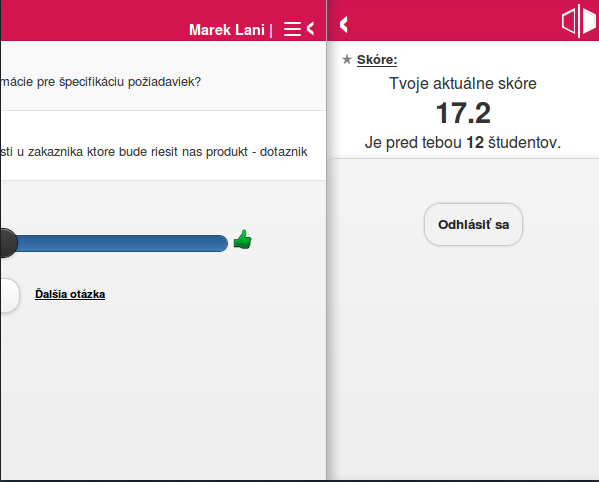 Marek Lani |
mácie pre špecifikáciu požiadaviek?
sti u zakaznika ktore bude riesit nas produkt - dotaznik
Ďalšia otázka
Skóre:
Tvoje aktuálne skóre
17.2
Je pred tebou 12 študentov.
Odhlásiť sa